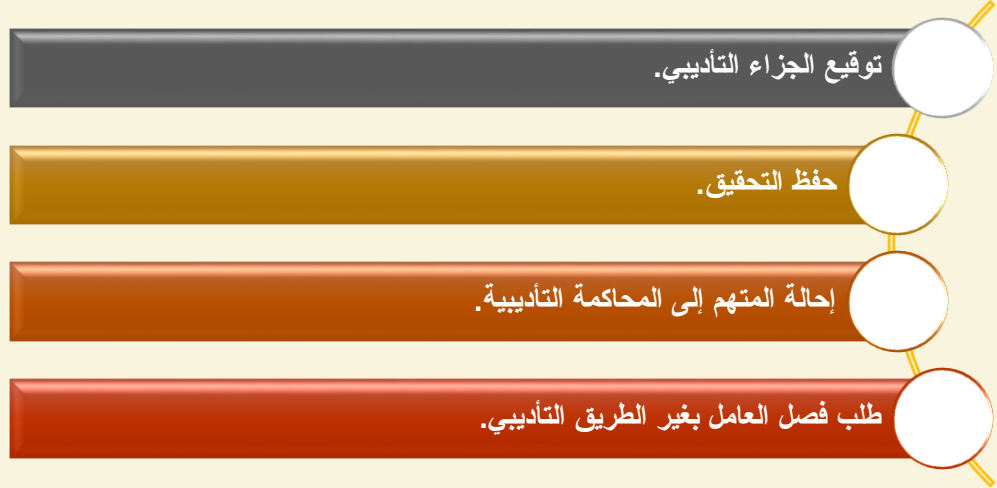 توقيع الجزاء التأديبي.
حفظ التحقيق.
إحالة المتهم إلى المحاكمة التأديبية.
طلب فصل العامل بغير الطريق التأديبي.